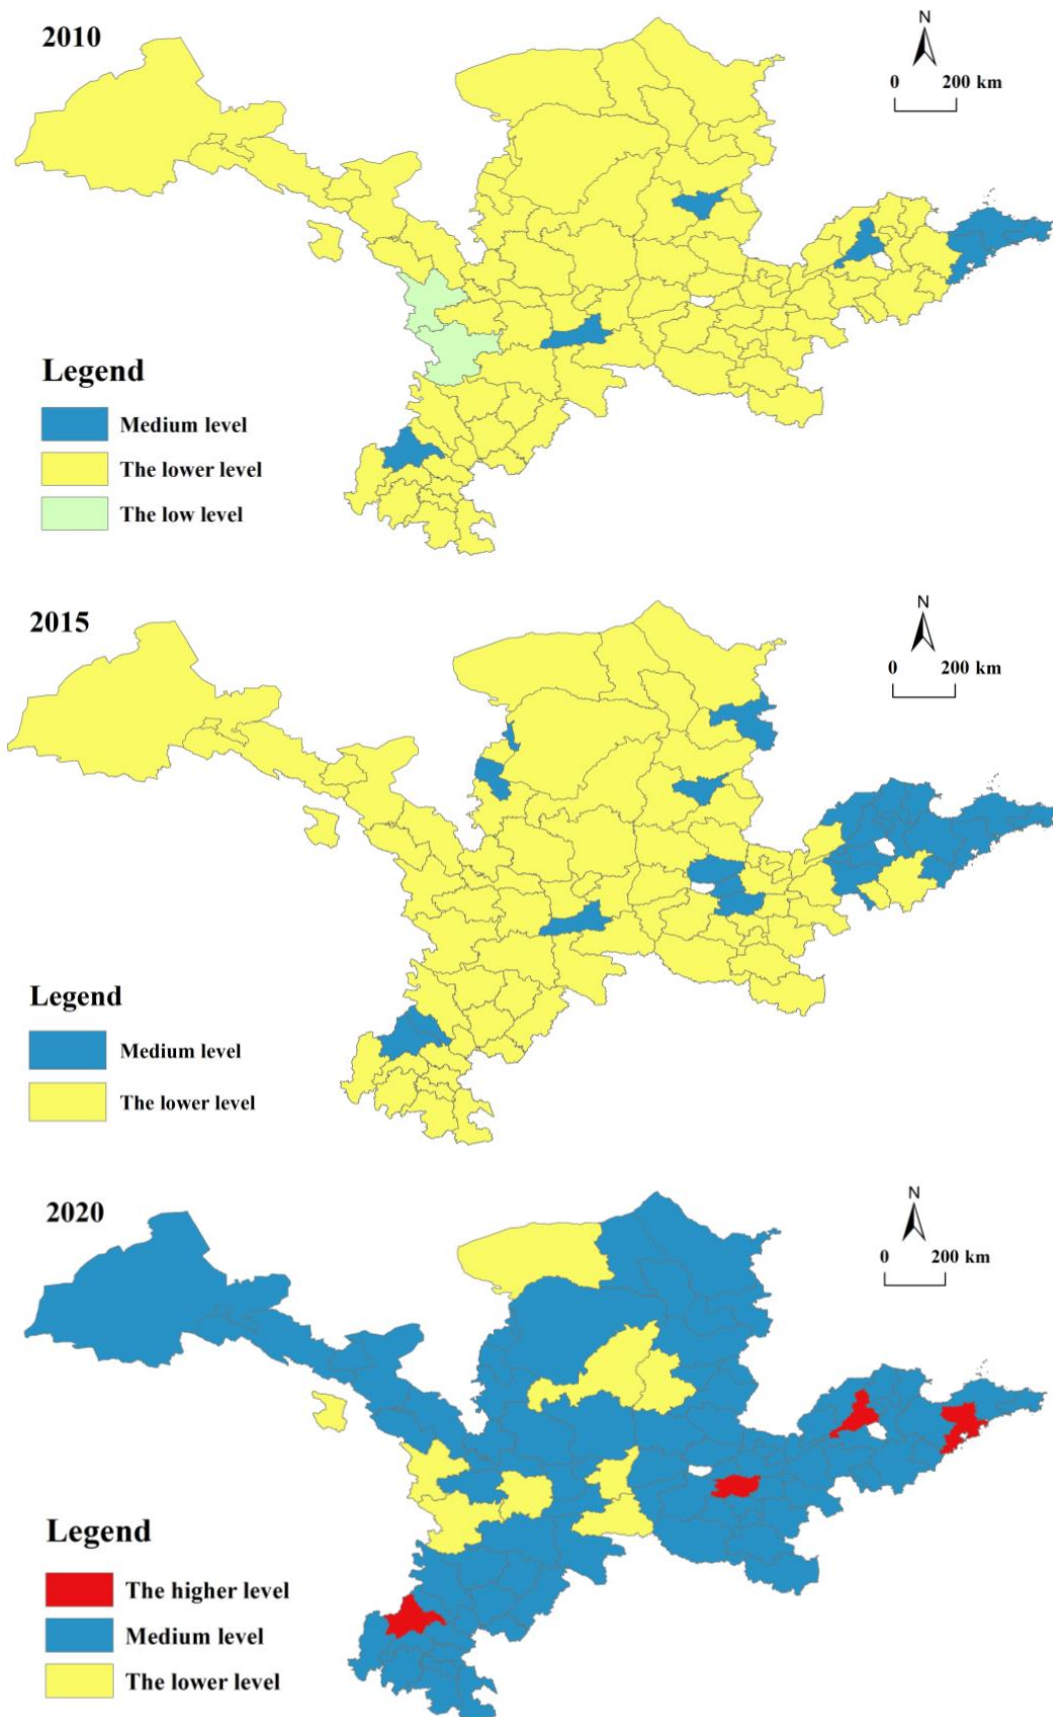 2010
N
0 200 km
Legend
Medium level
The lower level
The low level
2015
N
0 200 km
Legend
Medium level
The lower level
2020
N
0 200 km
Legend
The higher level
Medium level
The lower level